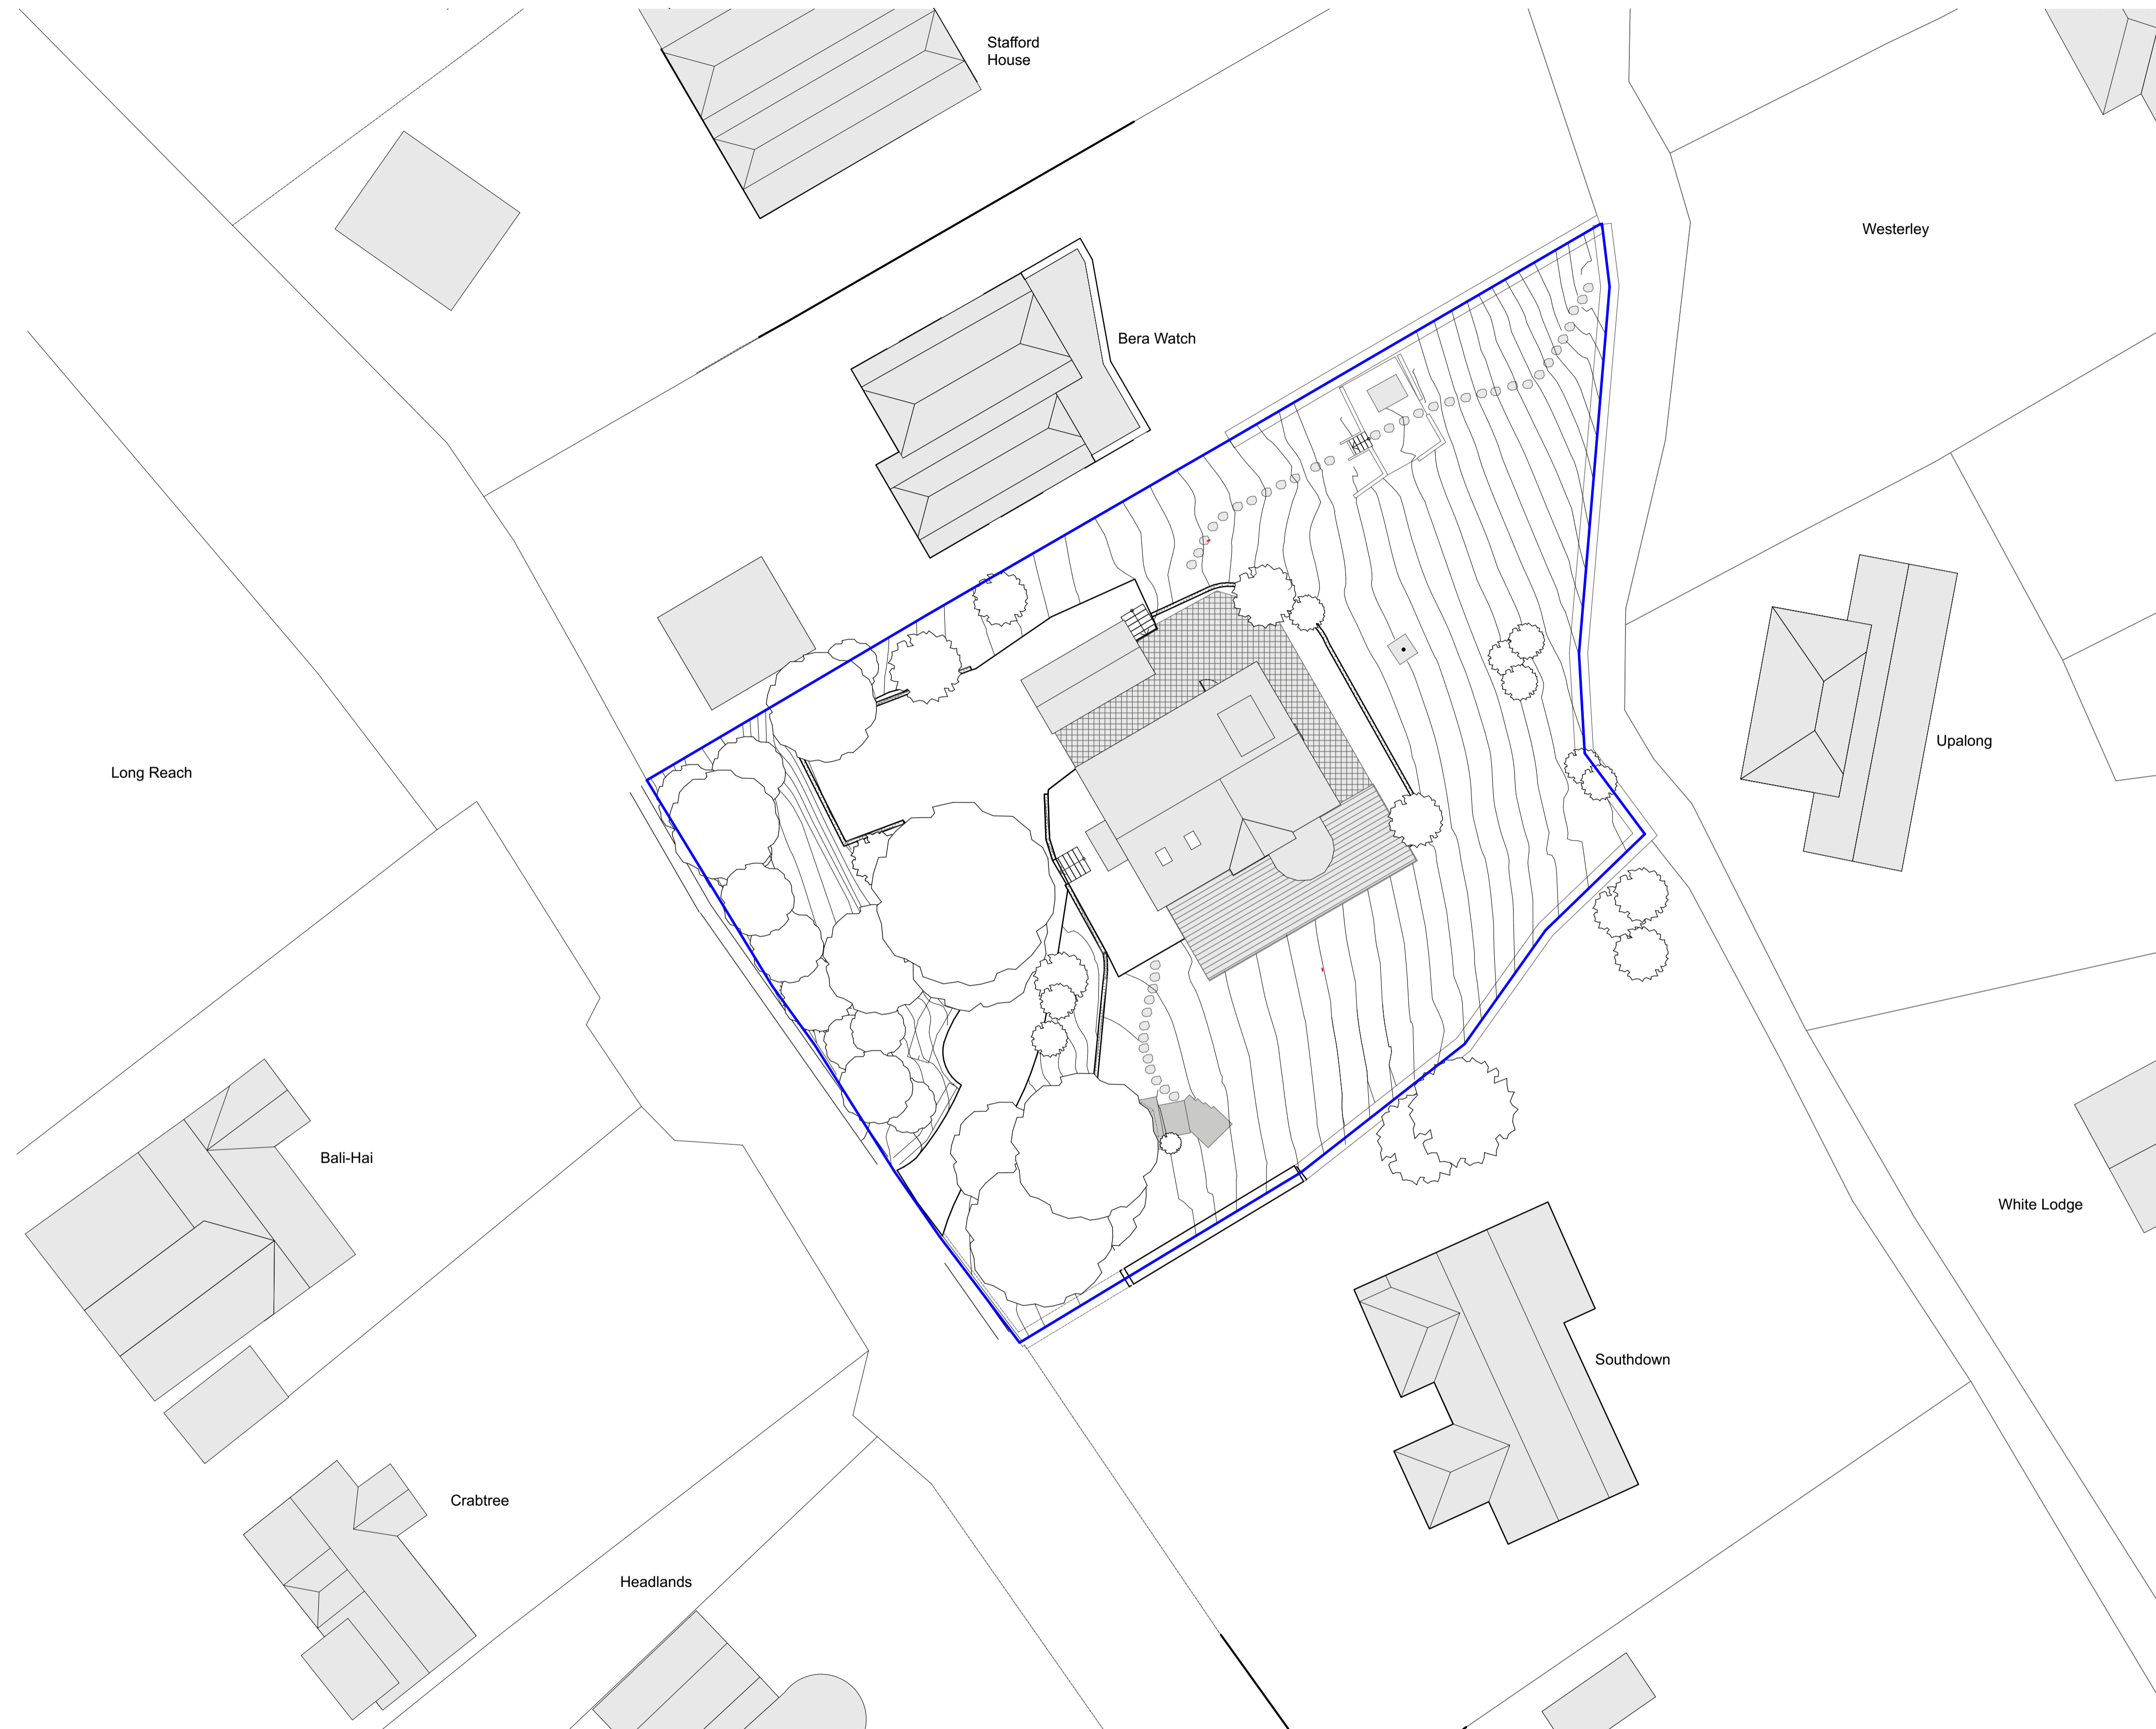 Stafford
House
Westerley
Bera Watch
Upalong
Long Reach
Bali-Hai
White Lodge
Southdown
Crabtree
Headlands